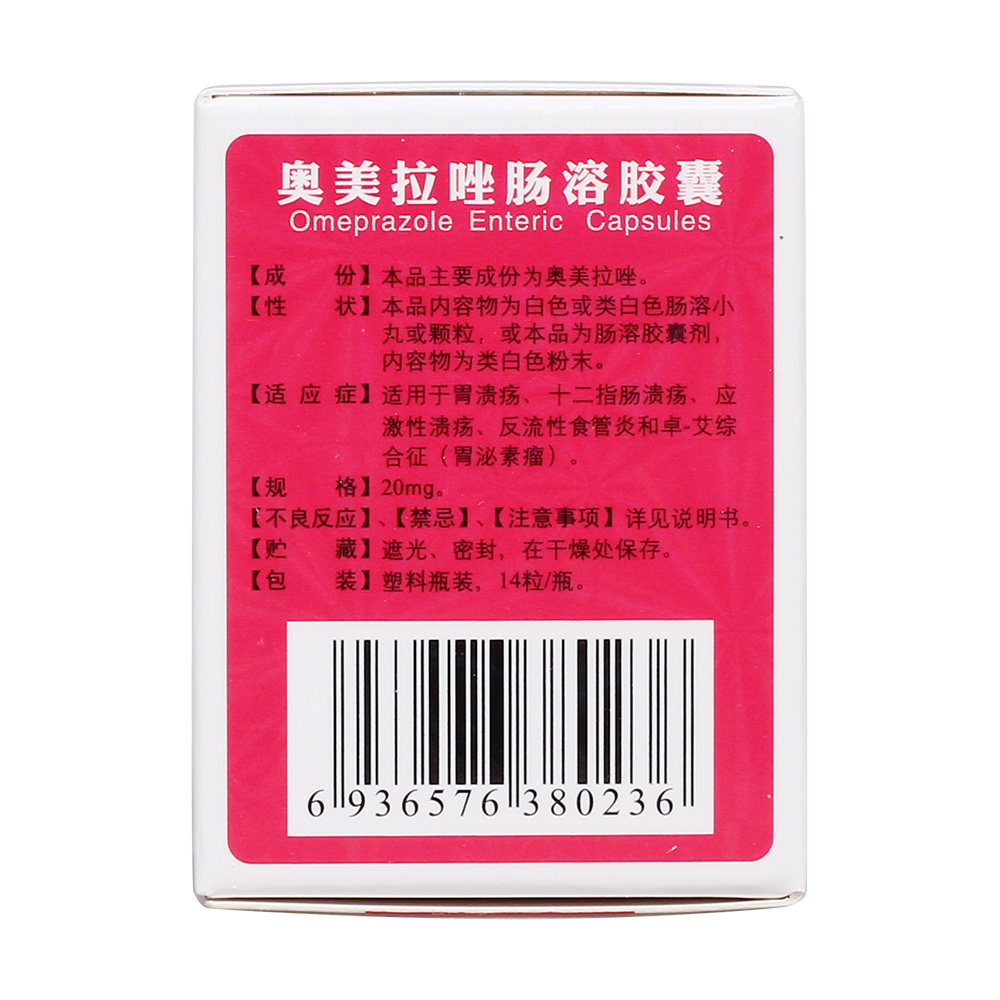 奥美拉唑肠溶胶囊
Omeprazole Enteric Capsules
【成份】本品主要成份为奥美拉唑。
【性状】本品内容物为白色或类白色肠溶小
丸或颗粒，或本品为肠溶胶囊剂，
内容物为类白色粉末。
【适应症】适用于胃溃疡、十二指肠溃疡、应
激性溃疡、反流性食管炎和卓-艾综
合征（胃泌素瘤）。
【规格】20mg。
【不良反应】、【禁忌】、【注意事项】详见说明书。
【贮藏】遮光、密封，在干燥处保存。
【包装】塑料瓶装，14粒/瓶。
6 936576 380236